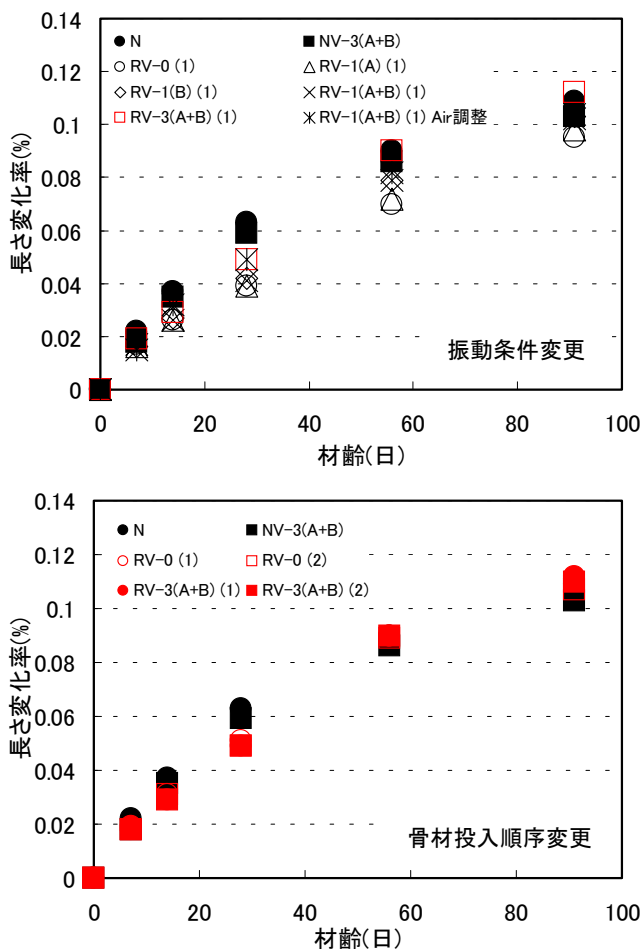 0.14
N
NV-3(A+B)
0.12
RV-0 (1)
RV-1(A) (1)
RV-1(B) (1)
RV-1(A+B) (1)
0.1
RV-3(A+B) (1)
RV-1(A+B) (1) Air調整
0.08
0.06
0.04
0.02
0
長さ変化率(%)
振動条件変更
0
20
40
60
80
100
材齢(日)
0.14
N
NV-3(A+B)
0.12
RV-0 (1)
RV-0 (2)
RV-3(A+B) (1)
RV-3(A+B) (2)
0.1
0.08
0.06
0.04
0.02
0
長さ変化率(%)
骨材投入順序変更
0
20
40
60
80
100
材齢(日)